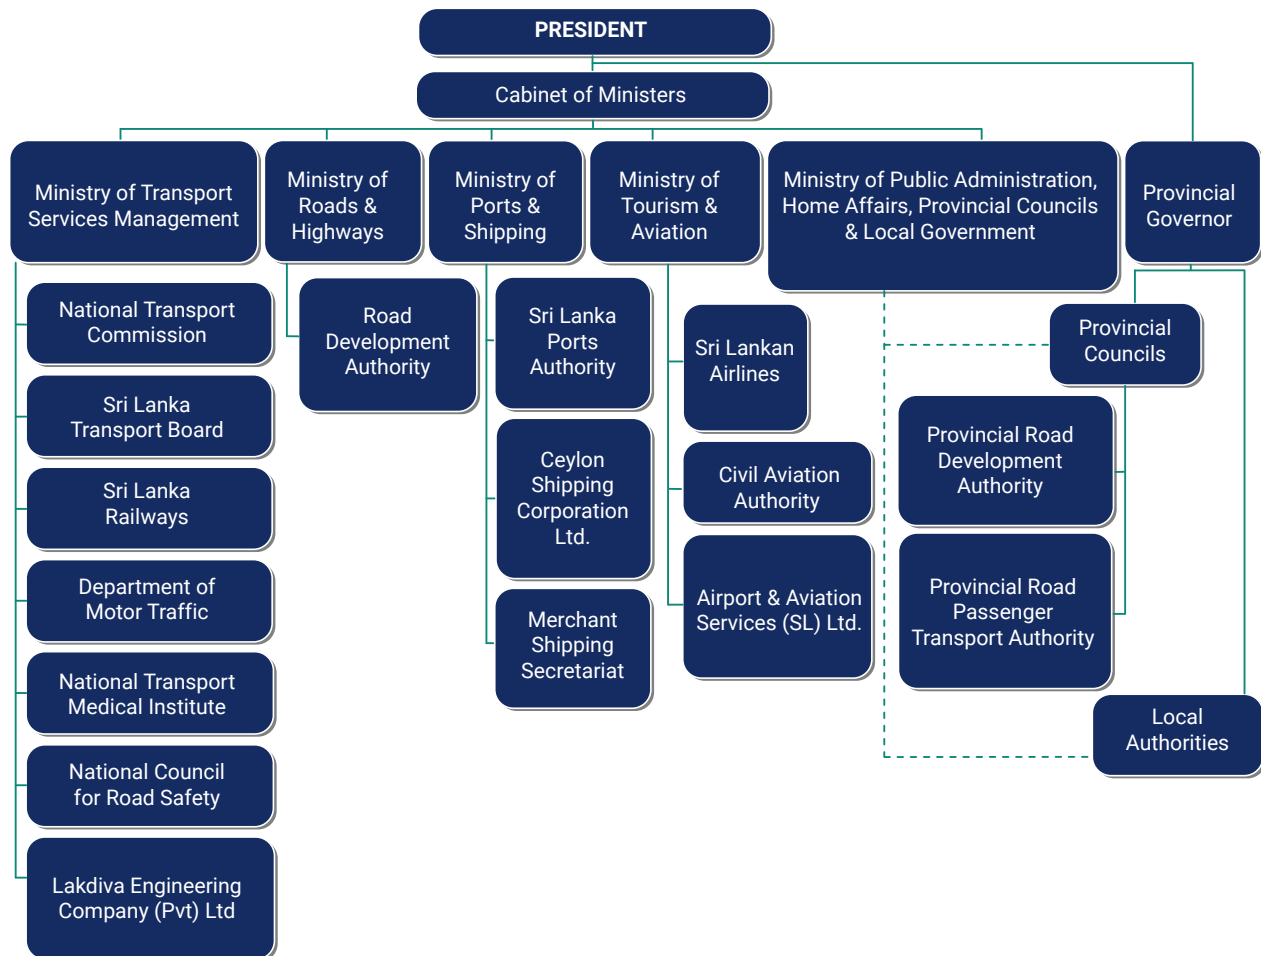 PRESIDENT
Cabinet of Ministers
Ministry of Transport
Services Management
Ministry of
Roads &
Highways
Ministry of
Ports &
Shipping
Ministry of
Tourism &
Aviation
Ministry of Public Administration,
Home Affairs, Provincial Councils
& Local Government
Provincial
Governor
National Transport
Commission
Sri Lanka
Transport Board
Sri Lanka
Railways
Department of
Motor Traffic
National Transport
Medical Institute
National Council
for Road Safety
Lakdiva Engineering
Company (Pvt) Ltd
Road
Development
Authority
Sri Lanka
Ports
Authority
Ceylon
Shipping
Corporation
Ltd.
Merchant
Shipping
Secretariat
Sri Lankan
Airlines
Civil Aviation
Authority
Airport & Aviation
Services (SL) Ltd.
Provincial
Councils
Provincial Road
Development
Authority
Provincial Road
Passenger
Transport Authority
Local
Authorities